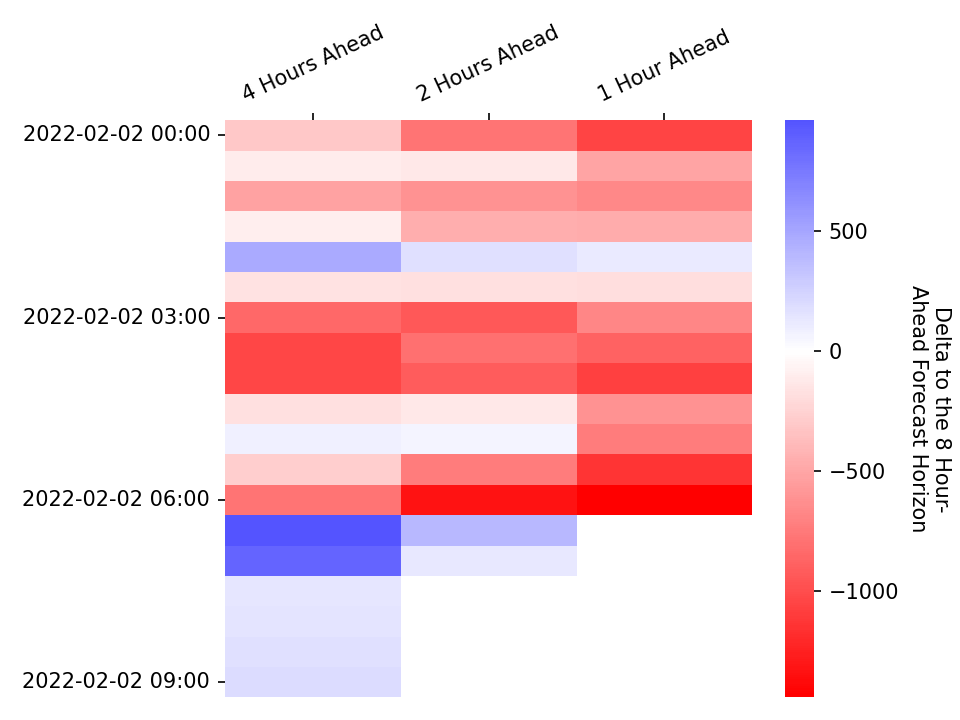 4 Hours Ahead
2 Hours Ahead
1 Hour Ahead
2022-02-02 00:00
2022-02-02 03:00
2022-02-02 06:00
2022-02-02 09:00
500
0
−500
−1000
Delta to the 8 Hour-
Ahead Forecast Horizon